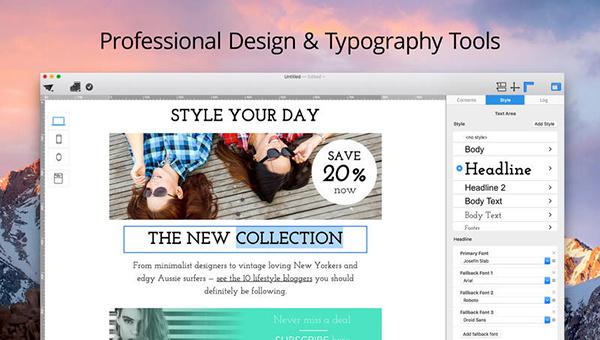 Professional Design & Typography Tools
Untitled — Edited
Contents
Style
Log
Text Area
Style
Add Style
<no style>
Body
Headline
Headline 2
Body Text
Body Text
Footer
Headline
Primary Font
Josefin Slab
Fallback Font 1
Arial
Fallback Font 2
Roboto
Fallback Font 3
Droid Sans
Add fallback font
STYLE YOUR DAY
SAVE
20%
now
THE NEW COLLECTION
From minimalist designers to vintage loving New Yorkers and
edgy Aussie surfers – see the 10 lifestyle bloggers you should
definitely be following.
Never miss a deal
SUBSCRIBE here